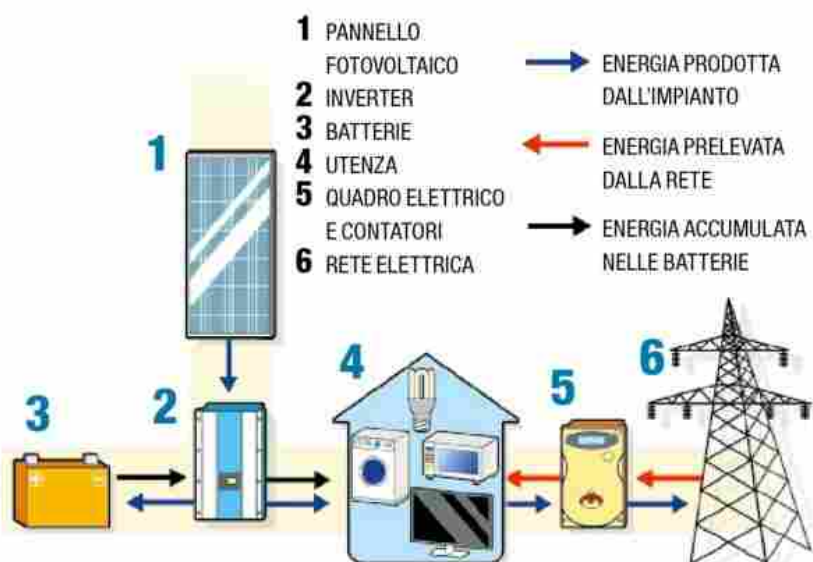 1 PANNELLO
FOTOVOLTAICO
2 INVERTER
3 BATTERIE
4 UTENZA
5 QUADRO ELETTRICO
E CONTATORI
6 RETE ELETTRICA
ENERGIA PRODOTTA
DALL'IMPIANTO
ENERGIA PRELEVATA
DALLA RETE
ENERGIA ACCUMULATA
NELLE BATTERIE
1
2
3
4
5
6